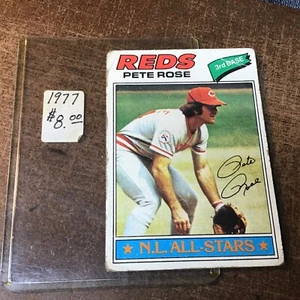 1977
$8.00
REDS
PETE ROSE
3rd BASE
Pete
Rose
★ N.L. ALL-STARS ★